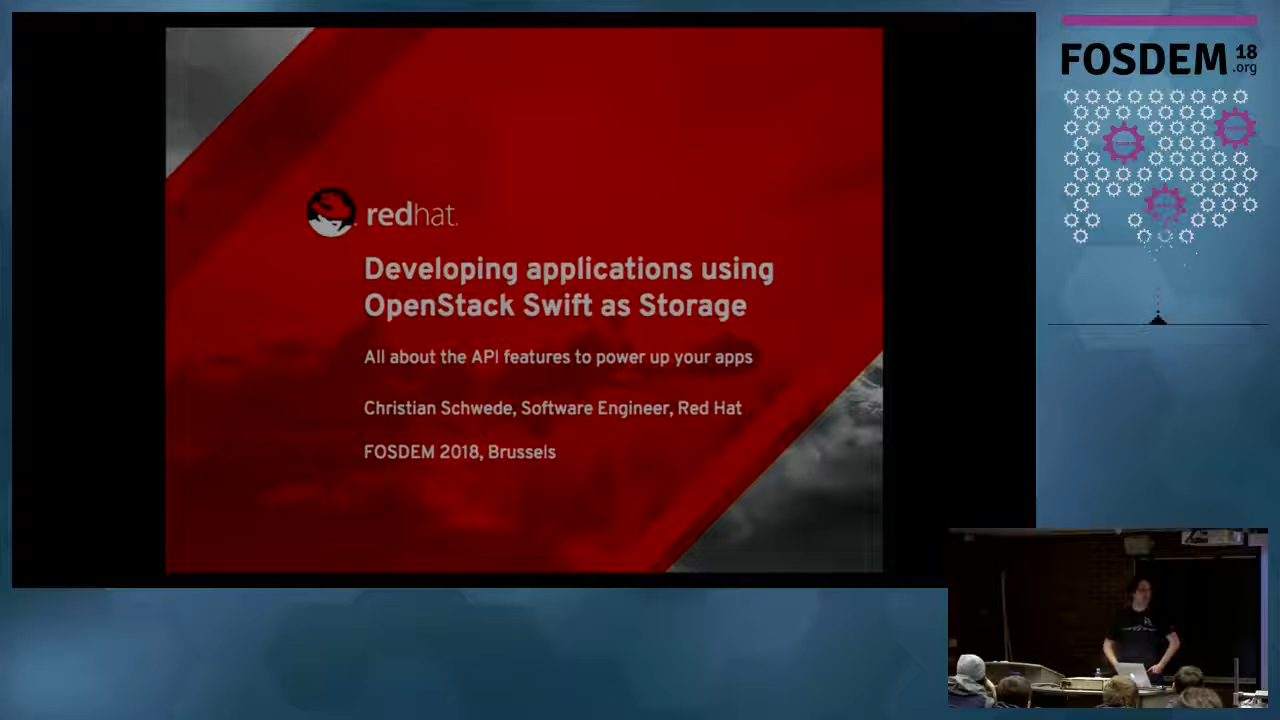 redhat.
Developing applications using
OpenStack Swift as Storage
All about the API features to power up your apps
Christian Schwede, Software Engineer, Red Hat
FOSDEM 2018, Brussels
FOSDEM 18
.org